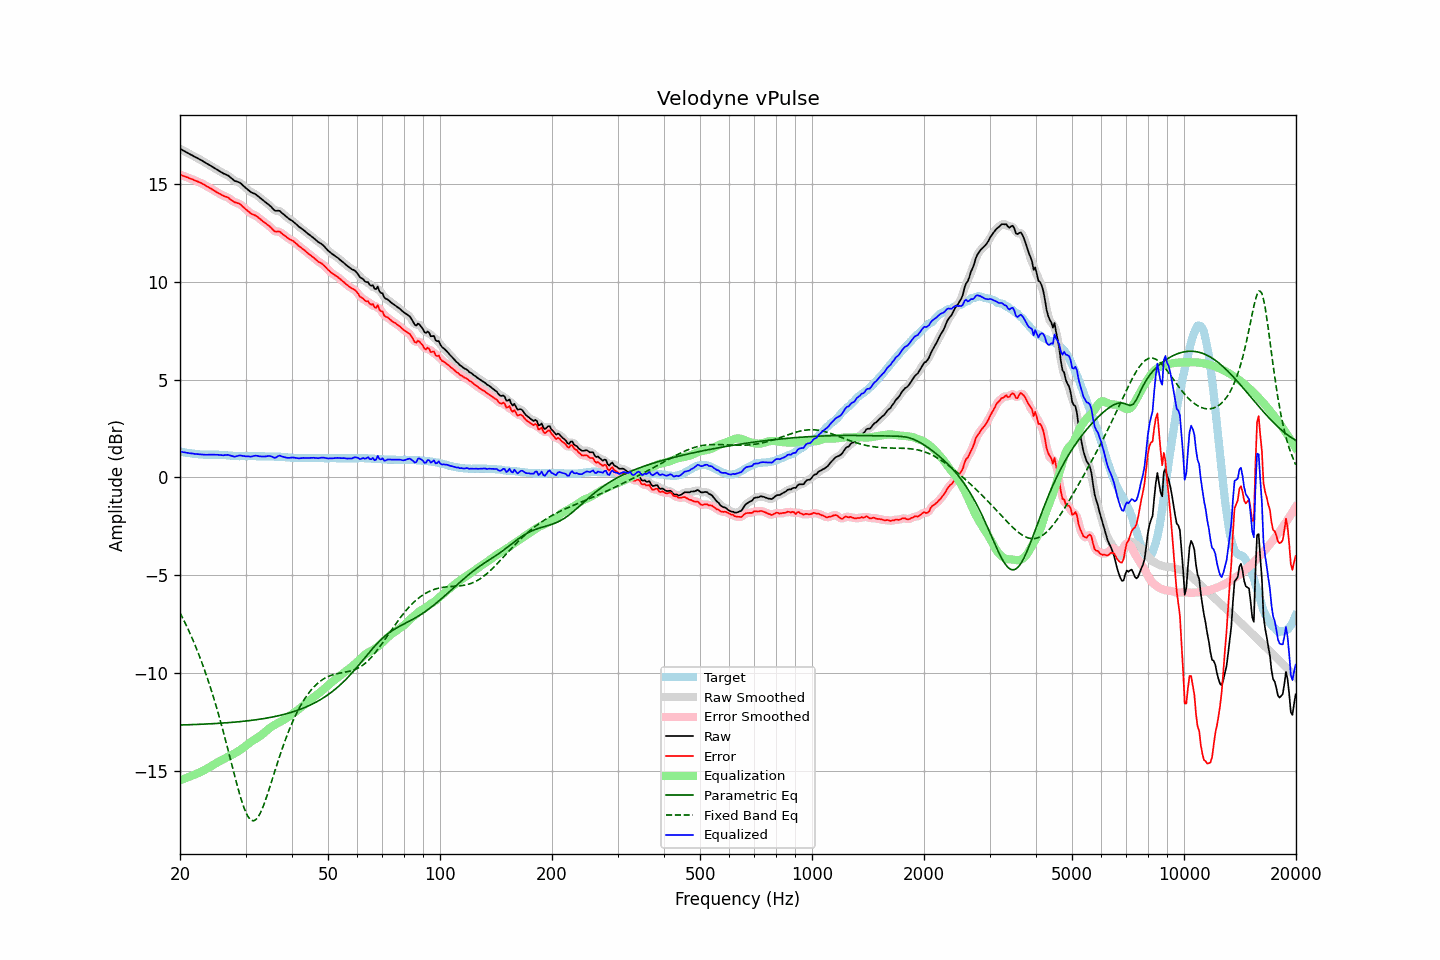 Velodyne vPulse
Amplitude (dBr)
15
10
5
0
−5
−10
−15
Target
Raw Smoothed
Error Smoothed
Raw
Error
Equalization
Parametric Eq
Fixed Band Eq
Equalized
20
50
100
200
500
1000
2000
5000
10000
20000
Frequency (Hz)